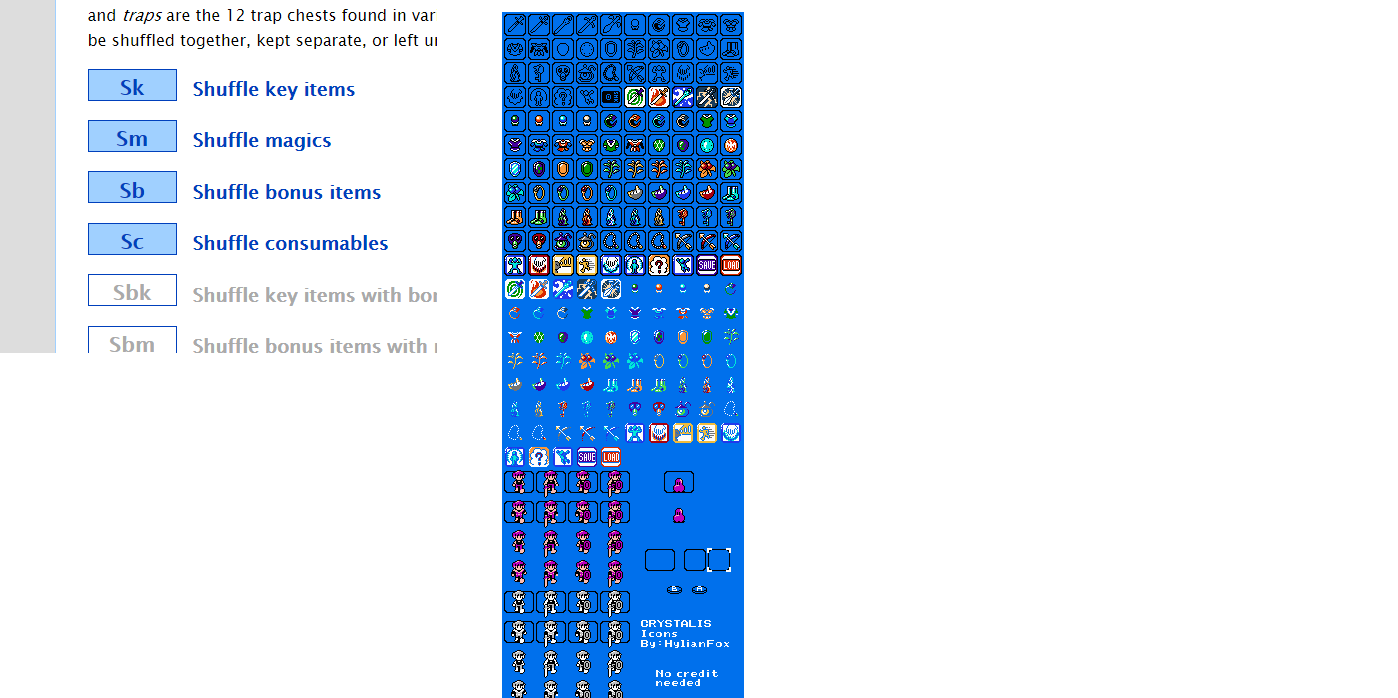 and traps are the 12 trap chests found in var
be shuffled together, kept separate, or left ur
Sk Shuffle key items
Sm Shuffle magics
Sb Shuffle bonus items
Sc Shuffle consumables
Sbk Shuffle key items with bon
Sbm Shuffle bonus items with
SAVE LOAD
SAVE LOAD
B A
CRYSTALIS
Icons
By:HylianFox
No credit
needed